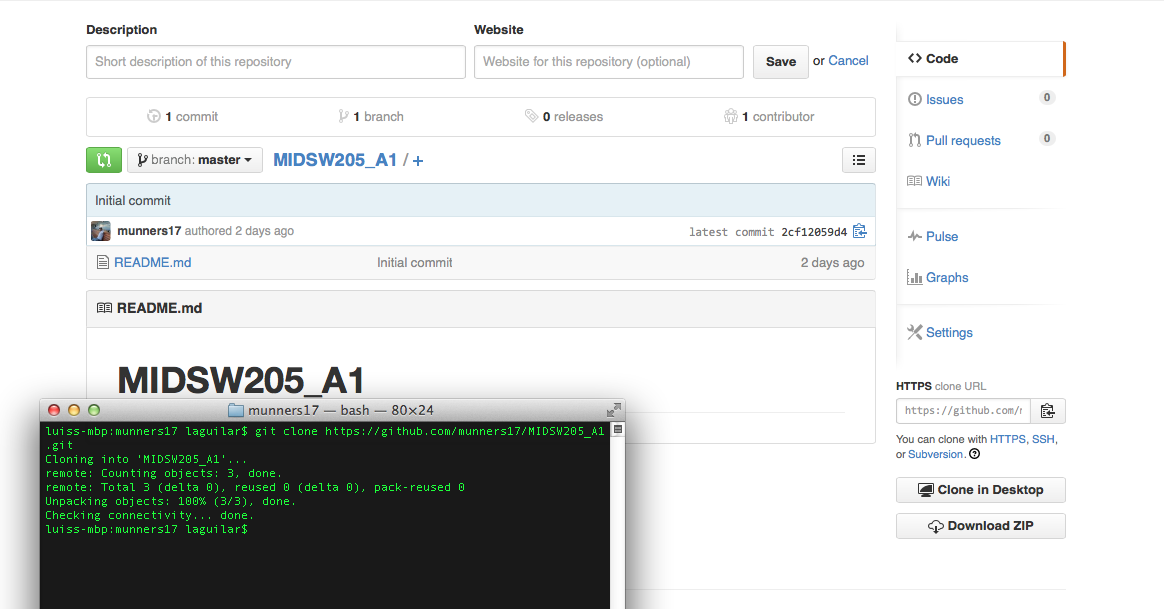 Description Website
Short description of this repository Website for this repository (optional) Save or Cancel
1 commit 1 branch 0 releases 1 contributor
branch: master MIDSW205_A1 / +
Initial commit
munners17 authored 2 days ago latest commit 2cf12059d4
README.md Initial commit 2 days ago
README.md
MIDSW205_A1
Code
Issues 0
Pull requests 0
Wiki
Pulse
Graphs
Settings
HTTPS clone URL
https://github.com/
You can clone with HTTPS, SSH,
or Subversion.
Clone in Desktop
Download ZIP
munners17 — bash — 80×24
luiss-mbp:munners17 laguilar$ git clone https://github.com/munners17/MIDSW205_A1
.git
Cloning into 'MIDSW205_A1'...
remote: Counting objects: 3, done.
remote: Total 3 (delta 0), reused 0 (delta 0), pack-reused 0
Unpacking objects: 100% (3/3), done.
Checking connectivity... done.
luiss-mbp:munners17 laguilar$